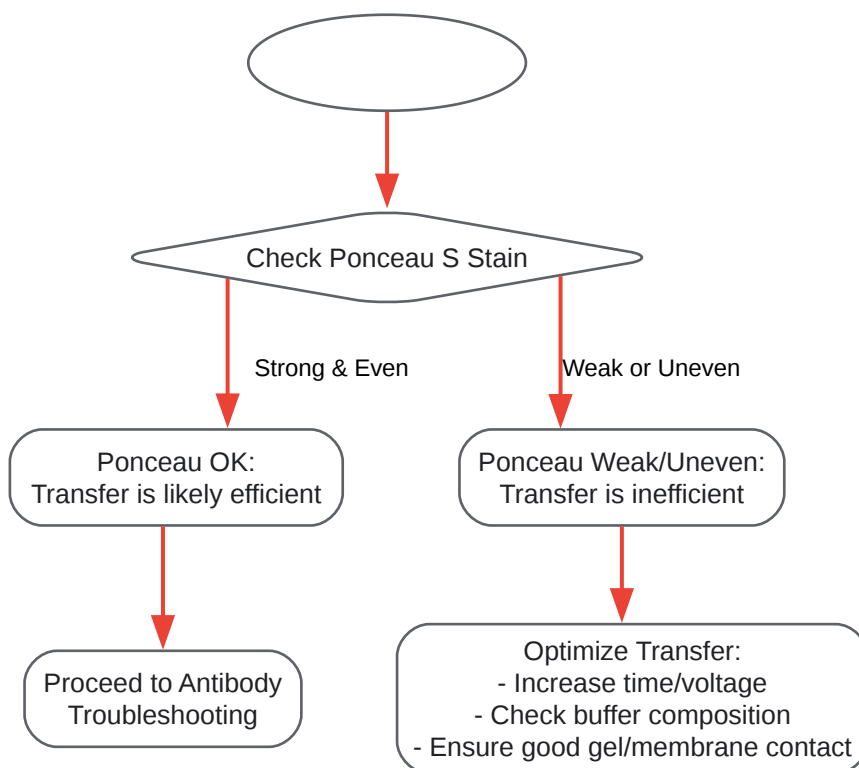 Check Ponceau S Stain
Strong & Even
Weak or Uneven
Ponceau OK:
Transfer is likely efficient
Ponceau Weak/Uneven:
Transfer is inefficient
Proceed to Antibody
Troubleshooting
Optimize Transfer:
- Increase time/voltage
- Check buffer composition
- Ensure good gel/membrane contact